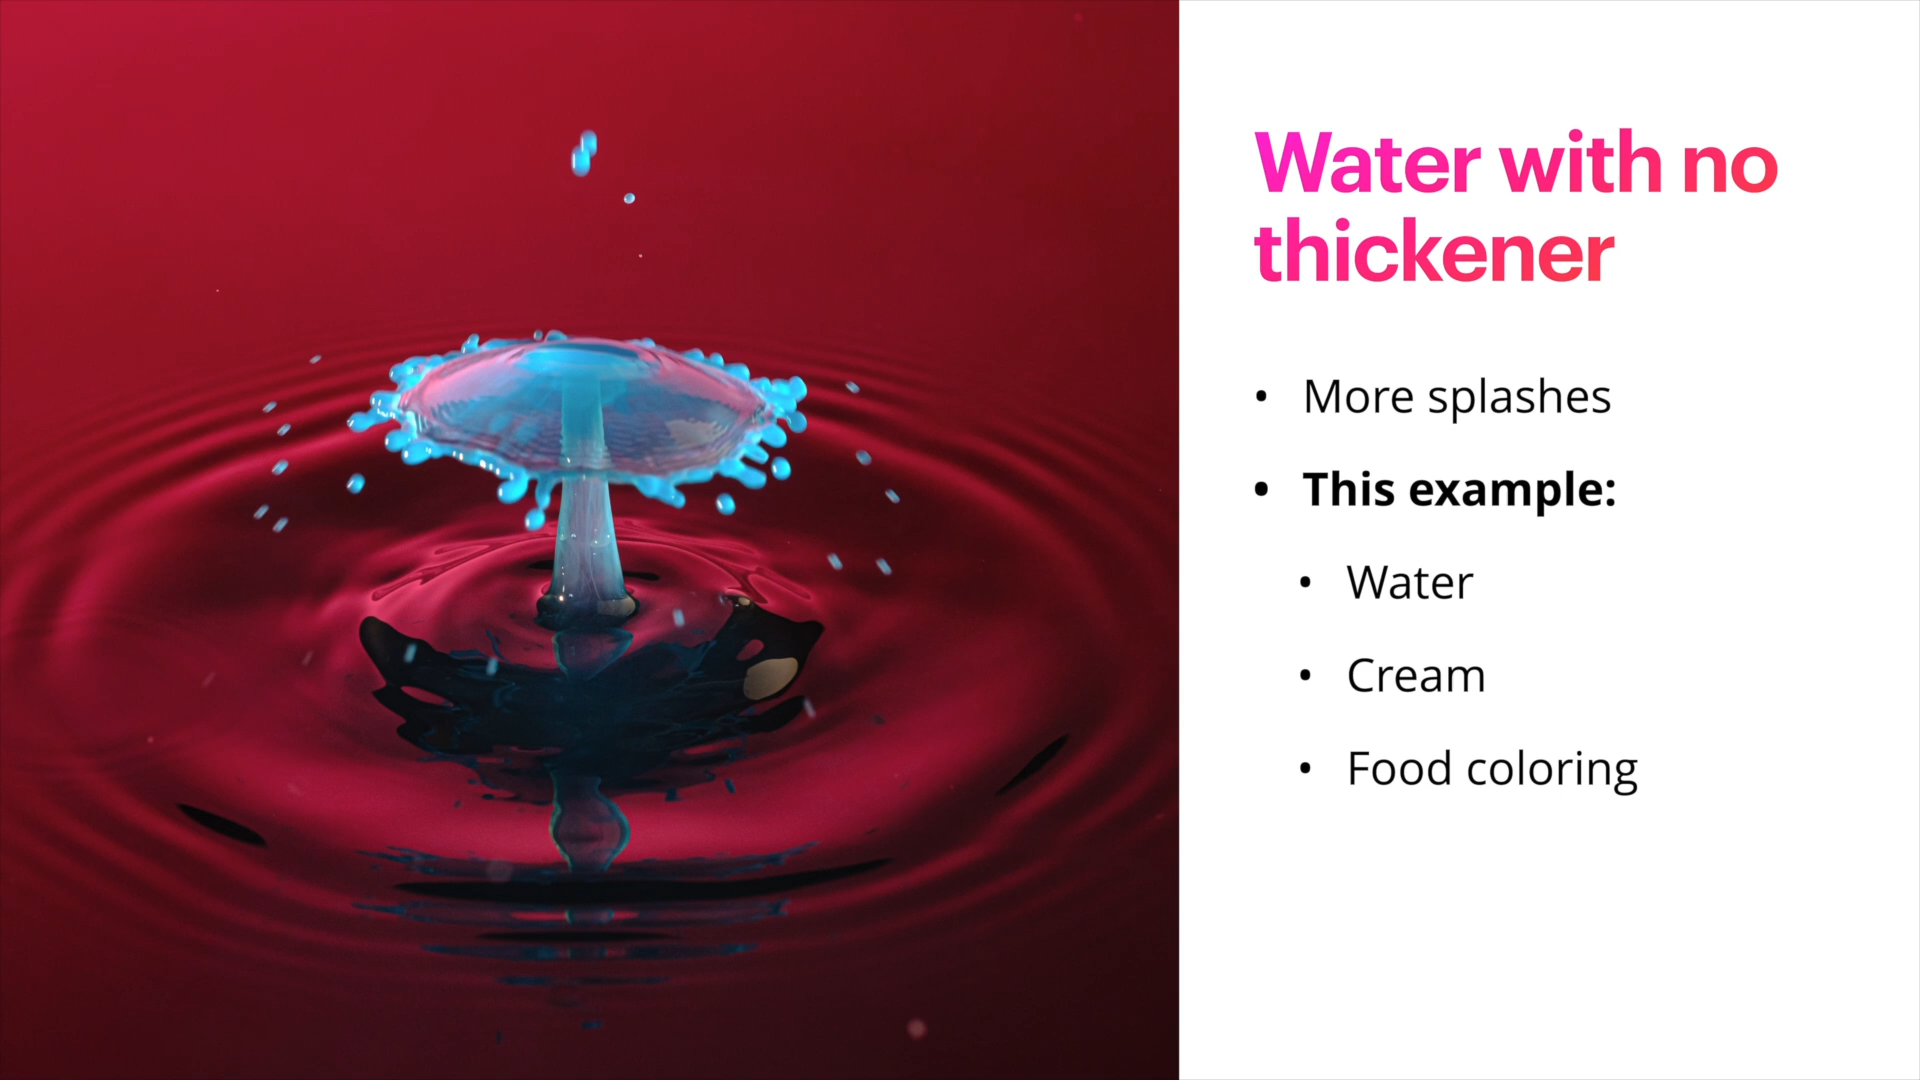 Water with no
thickener
• More splashes
• This example:
• Water
• Cream
• Food coloring